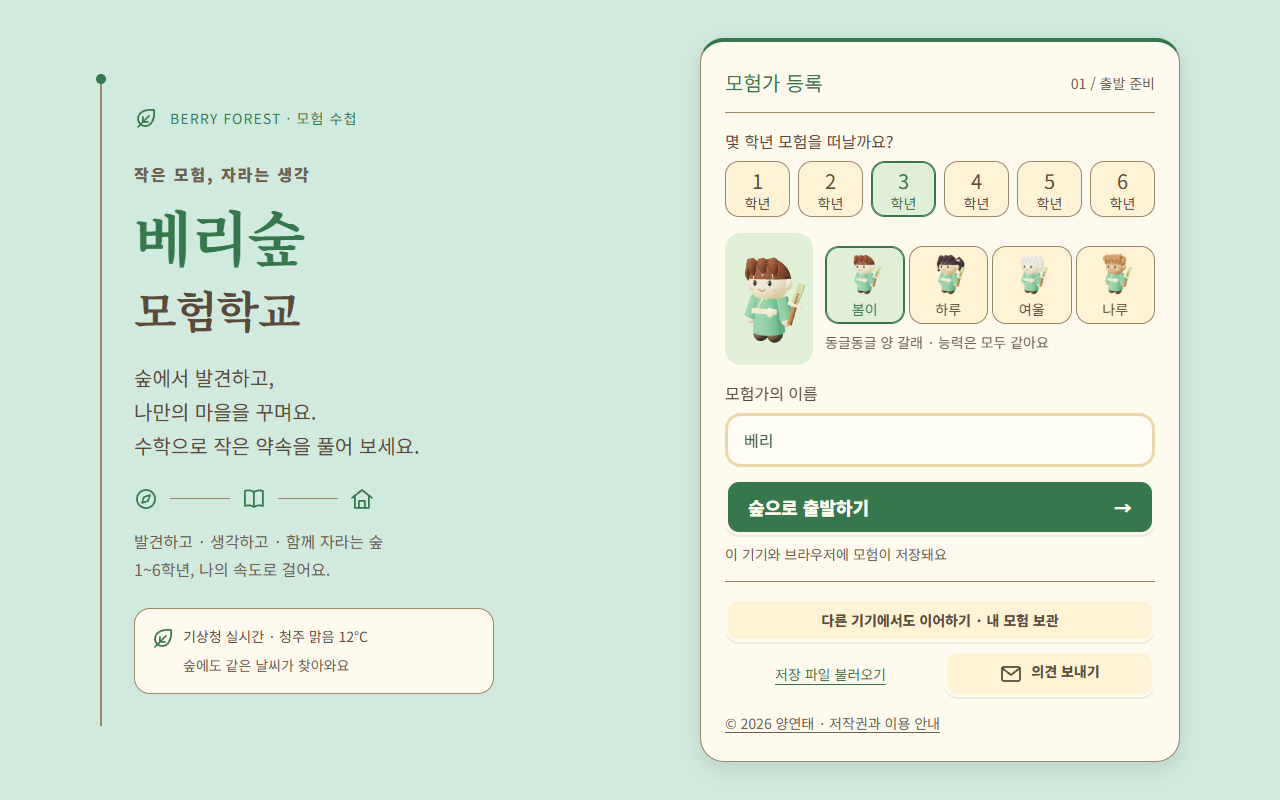 BERRY FOREST · 모험 수첩
작은 모험, 자라는 생각
베리숲
모험학교
숲에서 발견하고,
나만의 마을을 꾸며요.
수학으로 작은 약속을 풀어 보세요.
발견하고 · 생각하고 · 함께 자라는 숲
1~6학년, 나의 속도로 걸어요.
기상청 실시간 · 청주 맑음 12°C
숲에도 같은 날씨가 찾아와요
모험가 등록
01 / 출발 준비
몇 학년 모험을 떠날까요?
1 2 3 4 5 6
학년 학년 학년 학년 학년 학년
봄이 하루 여울 나루
동글동글 양 갈래 · 능력은 모두 같아요
모험가의 이름
베리
숲으로 출발하기 →
이 기기와 브라우저에 모험이 저장돼요
다른 기기에서도 이어하기 · 내 모험 보관
저장 파일 불러오기
의견 보내기
© 2026 양연태 · 저작권과 이용 안내